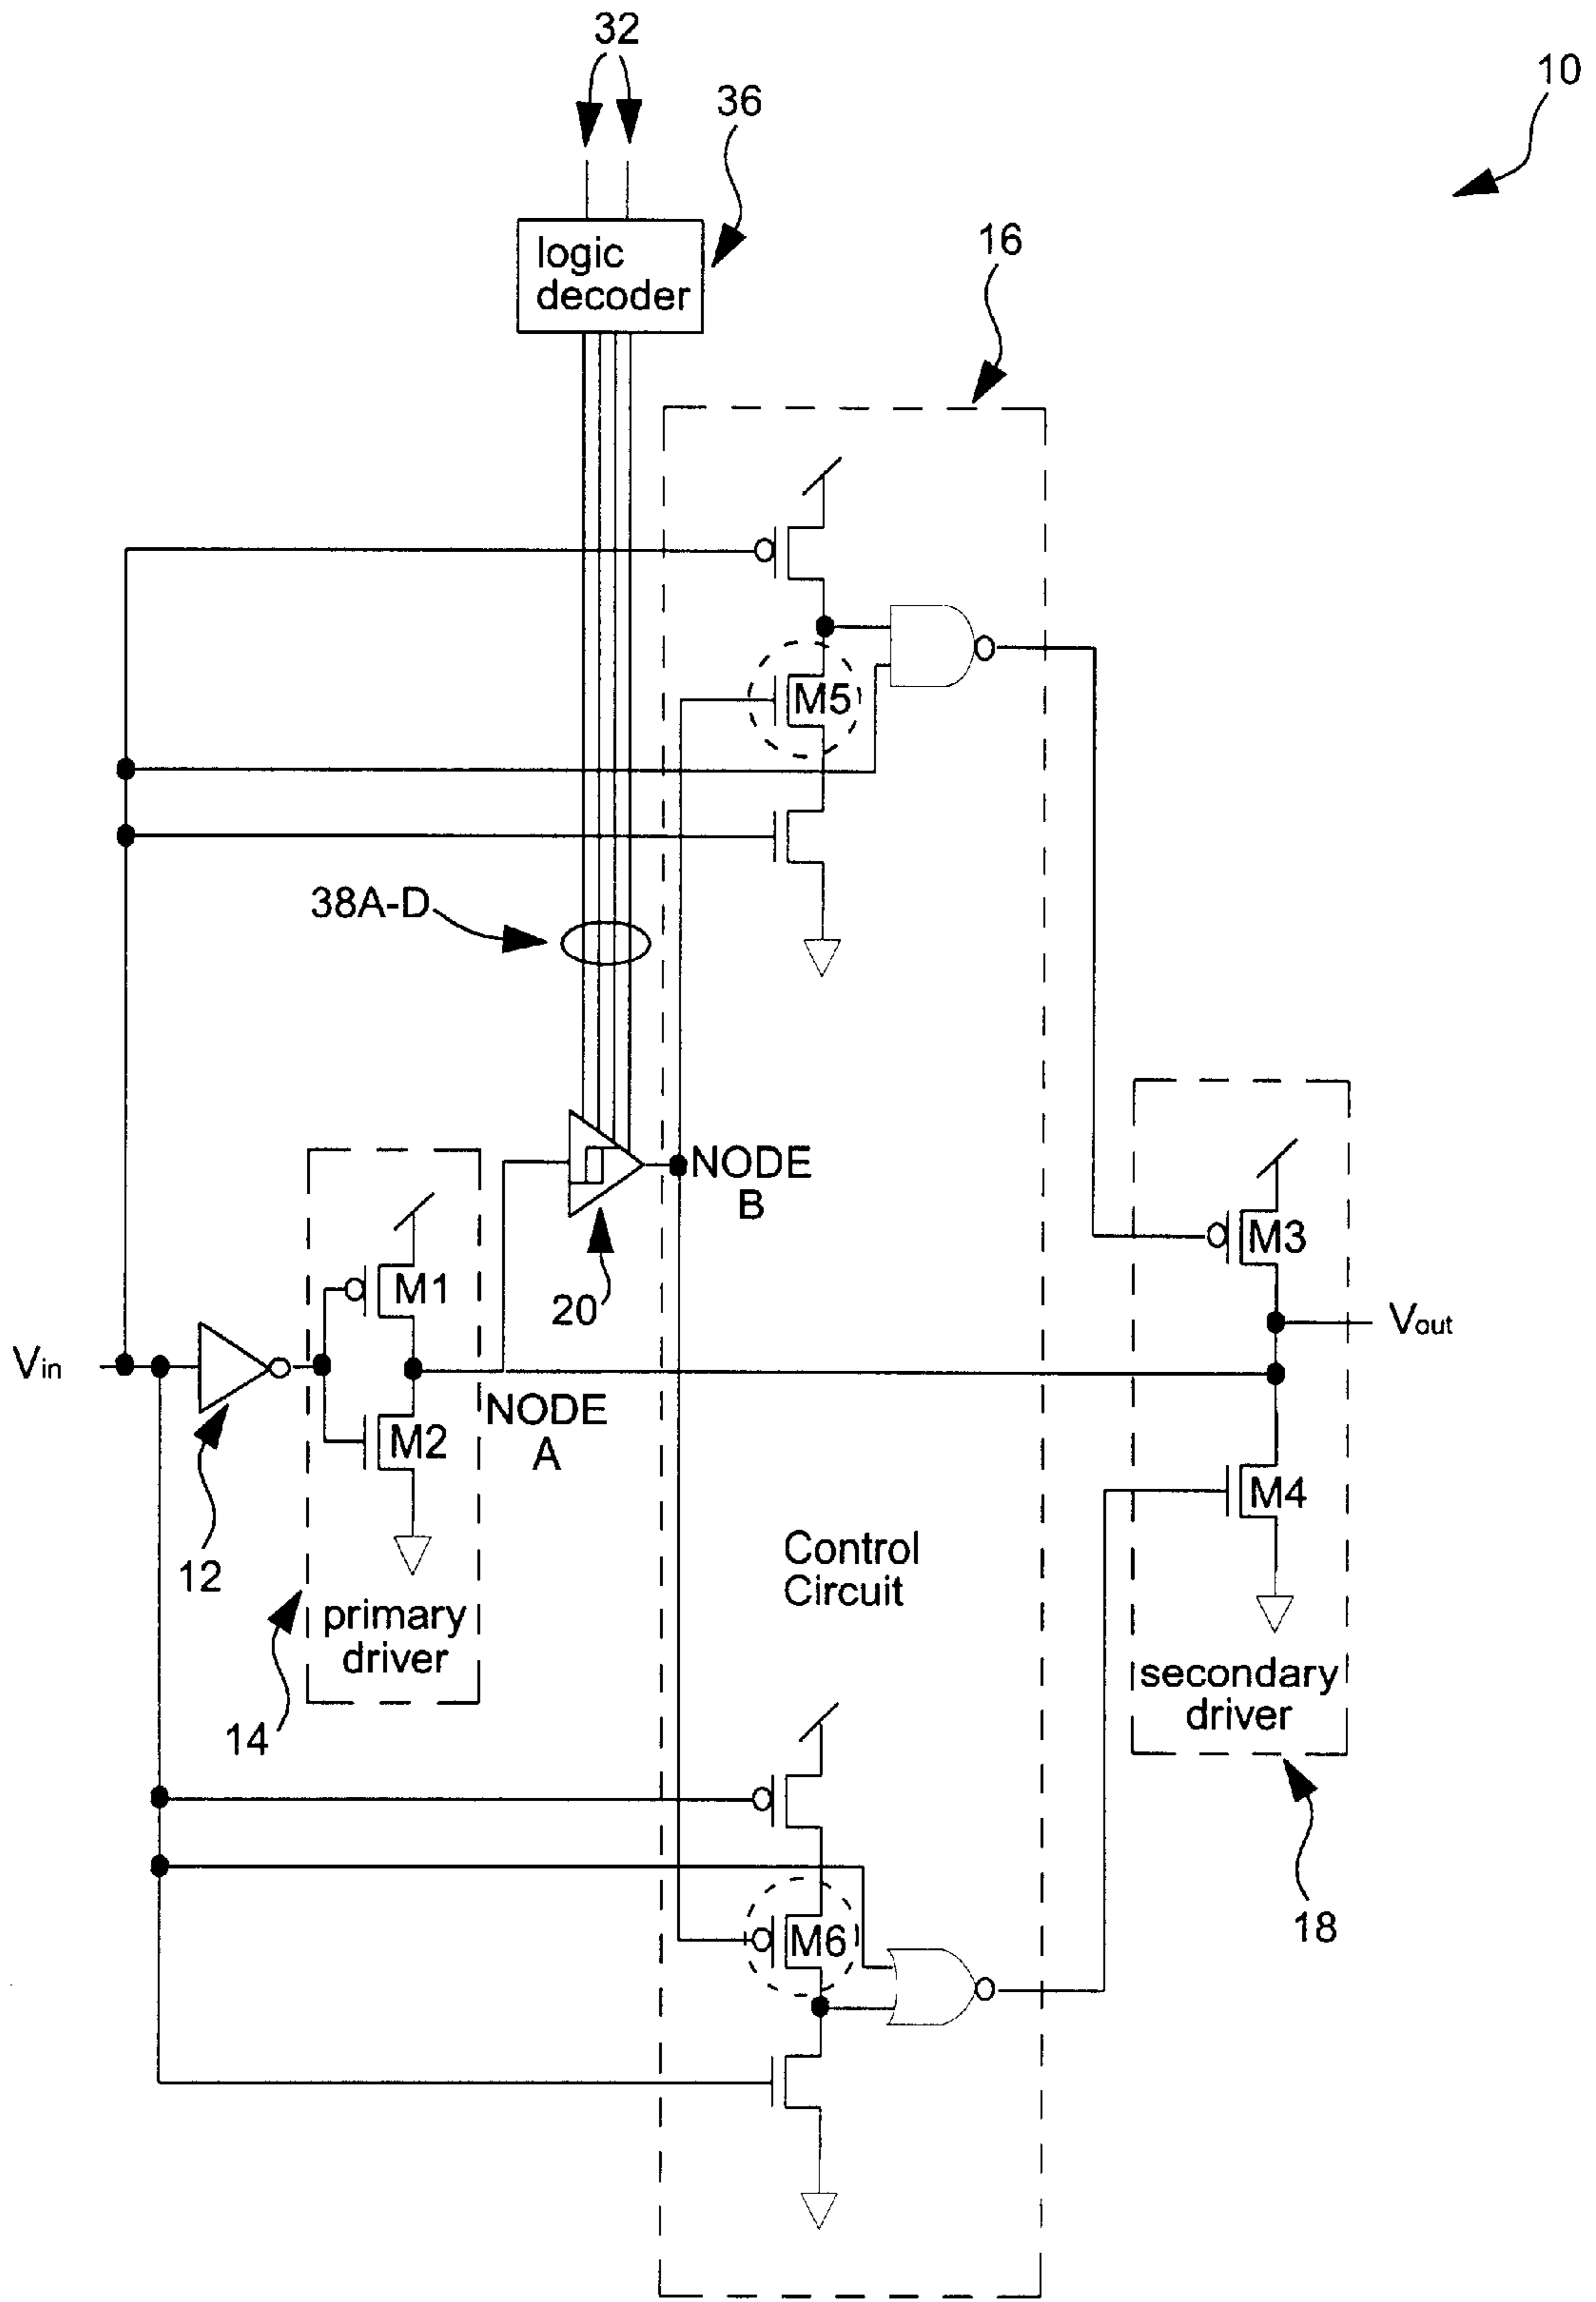 32
10
36
logic
decoder
16
M5
38A-D
NODE
B
M3
M1
20
Vout
Vin
NODE
A
M2
M4
12
Control
Circuit
primary
driver
secondary
driver
14
M6
18